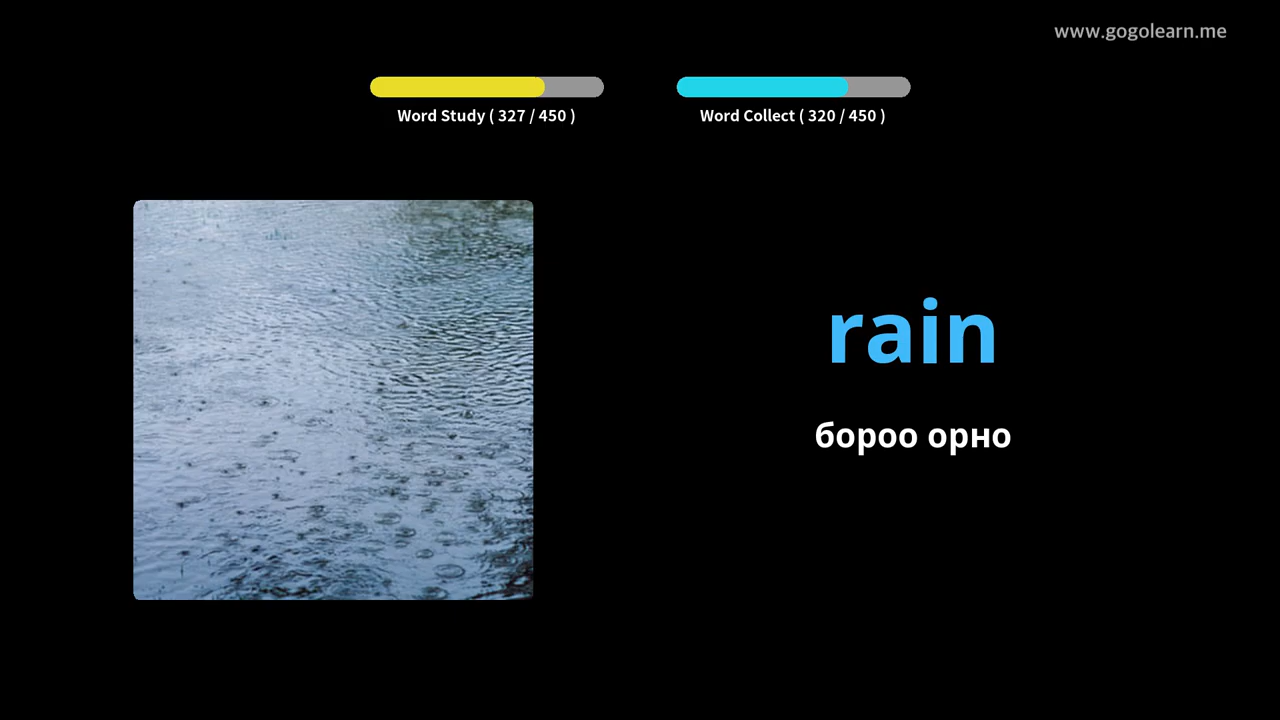 www.gogolearn.me
Word Study ( 327 / 450 )
Word Collect ( 320 / 450 )
rain
бороо орно